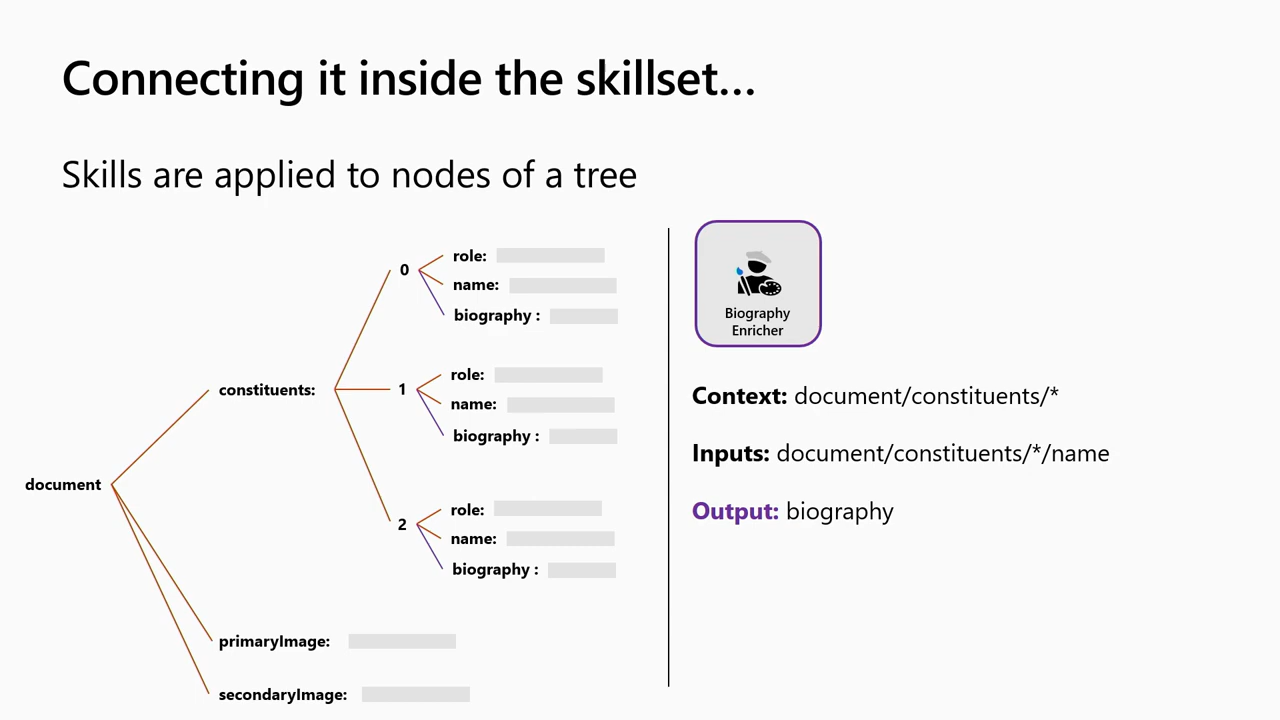 Connecting it inside the skillset...
Skills are applied to nodes of a tree
document
constituents:
0
role:
name:
biography :
1
role:
name:
biography :
2
role:
name:
biography :
primaryImage:
secondaryImage:
Biography
Enricher
Context: document/constituents/*
Inputs: document/constituents/*/name
Output: biography